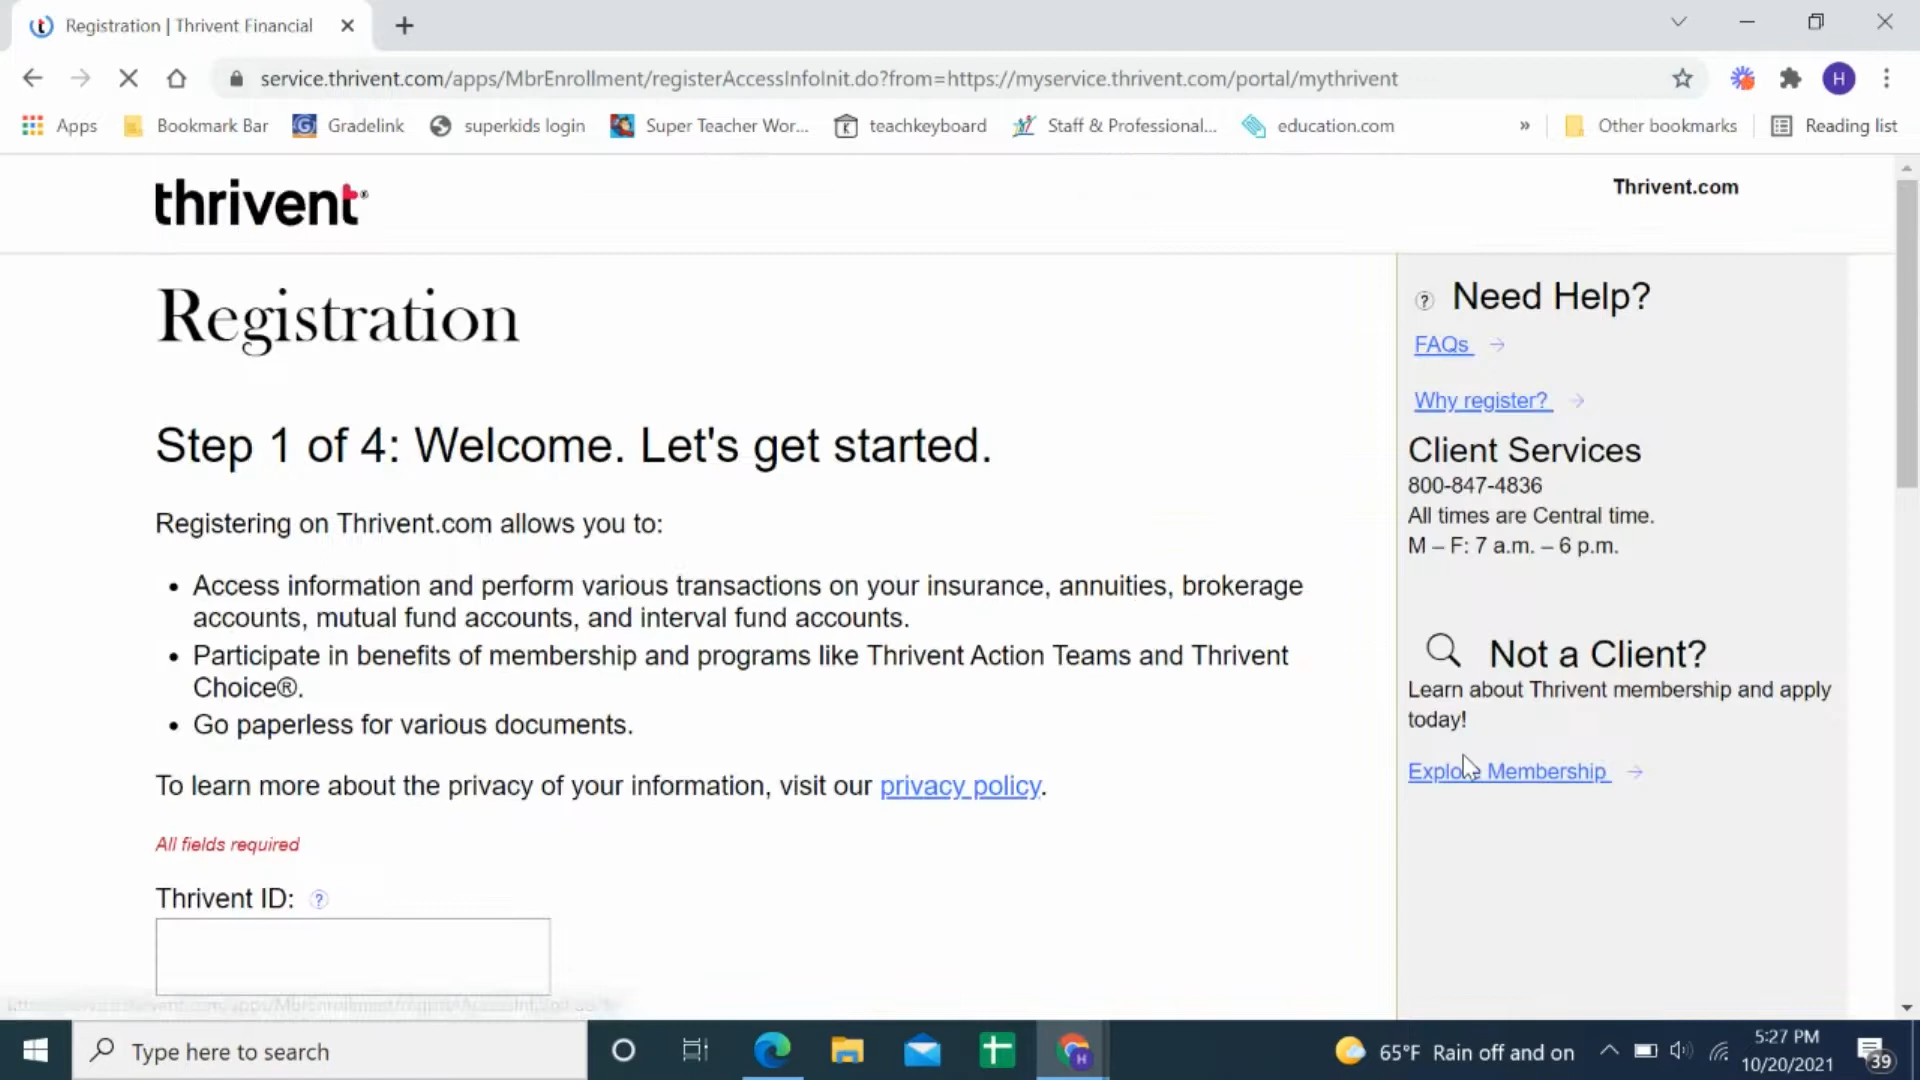 Registration | Thrivent Financial
service.thrivent.com/apps/MbrEnrollment/registerAccessInfoInit.do?from=https://myservice.thrivent.com/portal/mythrivent
H
Apps Bookmark Bar Gradelink superkids login Super Teacher Wor... teachkeyboard Staff & Professional... education.com » Other bookmarks Reading list
thrivent®
Thrivent.com
Registration
Step 1 of 4: Welcome. Let's get started.
Registering on Thrivent.com allows you to:
• Access information and perform various transactions on your insurance, annuities, brokerage
accounts, mutual fund accounts, and interval fund accounts.
• Participate in benefits of membership and programs like Thrivent Action Teams and Thrivent
Choice®.
• Go paperless for various documents.
To learn more about the privacy of your information, visit our privacy policy.
All fields required
Thrivent ID: ?
? Need Help?
FAQs →
Why register? →
Client Services
800-847-4836
All times are Central time.
M – F: 7 a.m. – 6 p.m.
Not a Client?
Learn about Thrivent membership and apply
today!
Explore Membership →
Type here to search
H
65°F Rain off and on
5:27 PM
10/20/2021
39